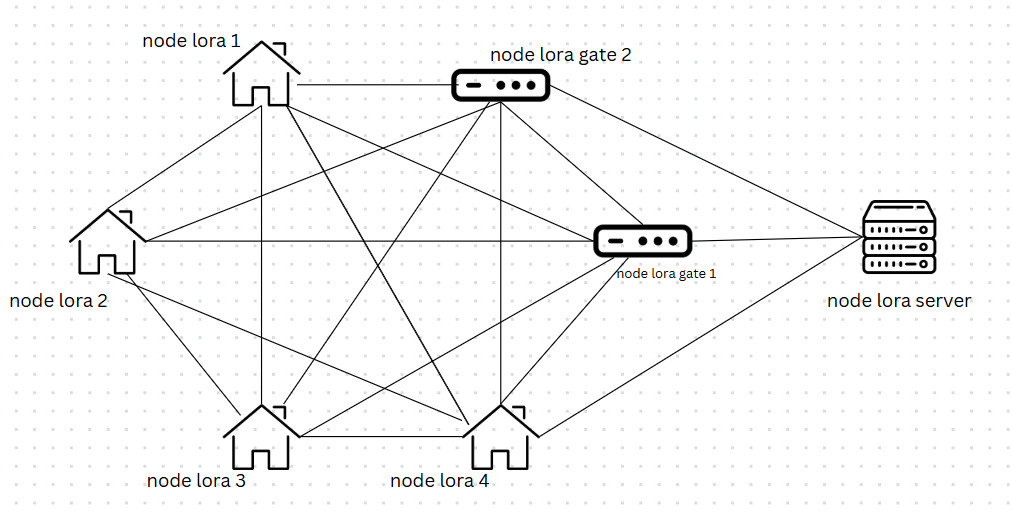 node lora 1
node lora gate 2
node lora gate 1
node lora 2
node lora server
node lora 3
node lora 4